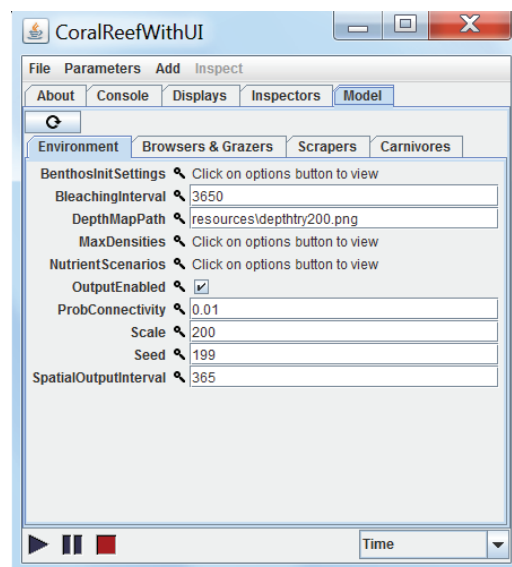 CoralReefWithUI
File Parameters Add Inspect
About Console Displays Inspectors Model
Environment Browsers & Grazers Scrapers Carnivores
BenthosInitSettings Click on options button to view
BleachingInterval 3650
DepthMapPath resources\depthtry200.png
MaxDensities Click on options button to view
NutrientScenarios Click on options button to view
OutputEnabled
ProbConnectivity 0.01
Scale 200
Seed 199
SpatialOutputInterval 365
Time